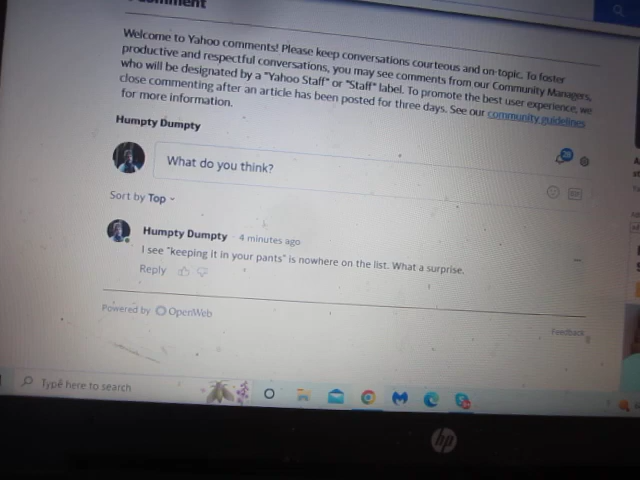 Comment
Welcome to Yahoo comments! Please keep conversations courteous and on-topic. To foster
productive and respectful conversations, you may see comments from our Community Managers,
who will be designated by a "Yahoo Staff" or "Staff" label. To promote the best user experience, we
close commenting after an article has been posted for three days. See our community guidelines
for more information.
Humpty Dumpty
What do you think?
Sort by Top
Humpty Dumpty · 4 minutes ago
I see "keeping it in your pants" is nowhere on the list. What a surprise.
Reply
Powered by OpenWeb
Feedback
Type here to search
hp